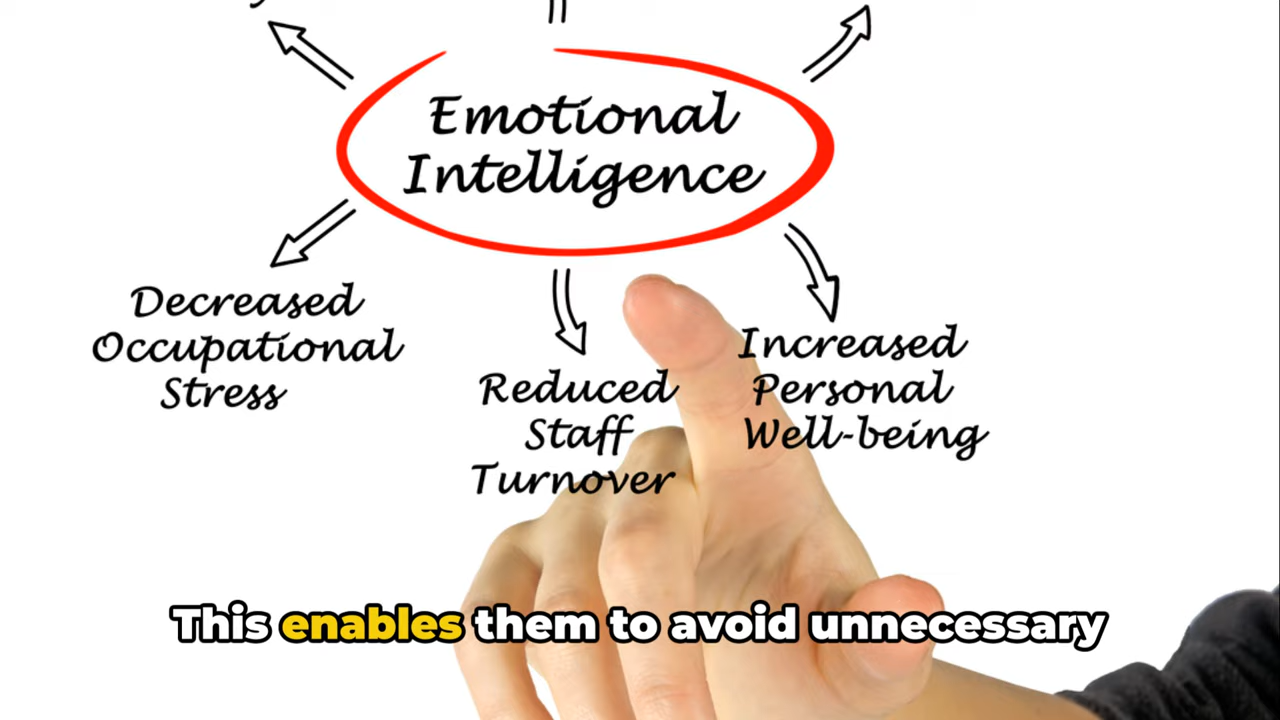 Emotional
Intelligence
Decreased
Occupational
Stress
Reduced
Staff
Turnover
Increased
Personal
Well-being
This enables them to avoid unnecessary